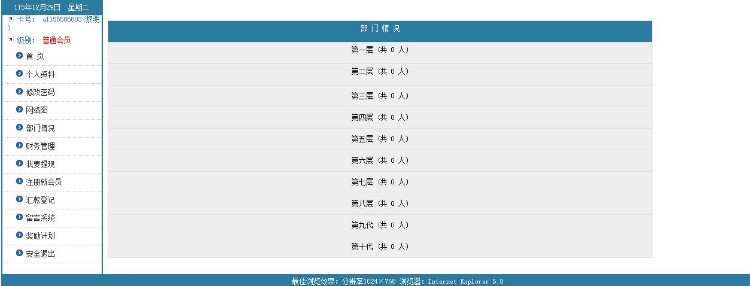 115年12月29日 星期二
卡号: a1356586803(黎明
)
级别: 普通会员
首 页
个人资料
修改密码
网络图
部门情况
财务管理
我要提现
注册新会员
汇款登记
留言系统
奖励计划
安全退出
部 门 情 况
第一层 (共 0 人)
第二层 (共 0 人)
第三层 (共 0 人)
第四层 (共 0 人)
第五层 (共 0 人)
第六层 (共 0 人)
第七层 (共 0 人)
第八层 (共 0 人)
第九代 (共 0 人)
第十代 (共 0 人)
最佳浏览效果: 分辨率1024×768 浏览器: Internet Explorer 6.0